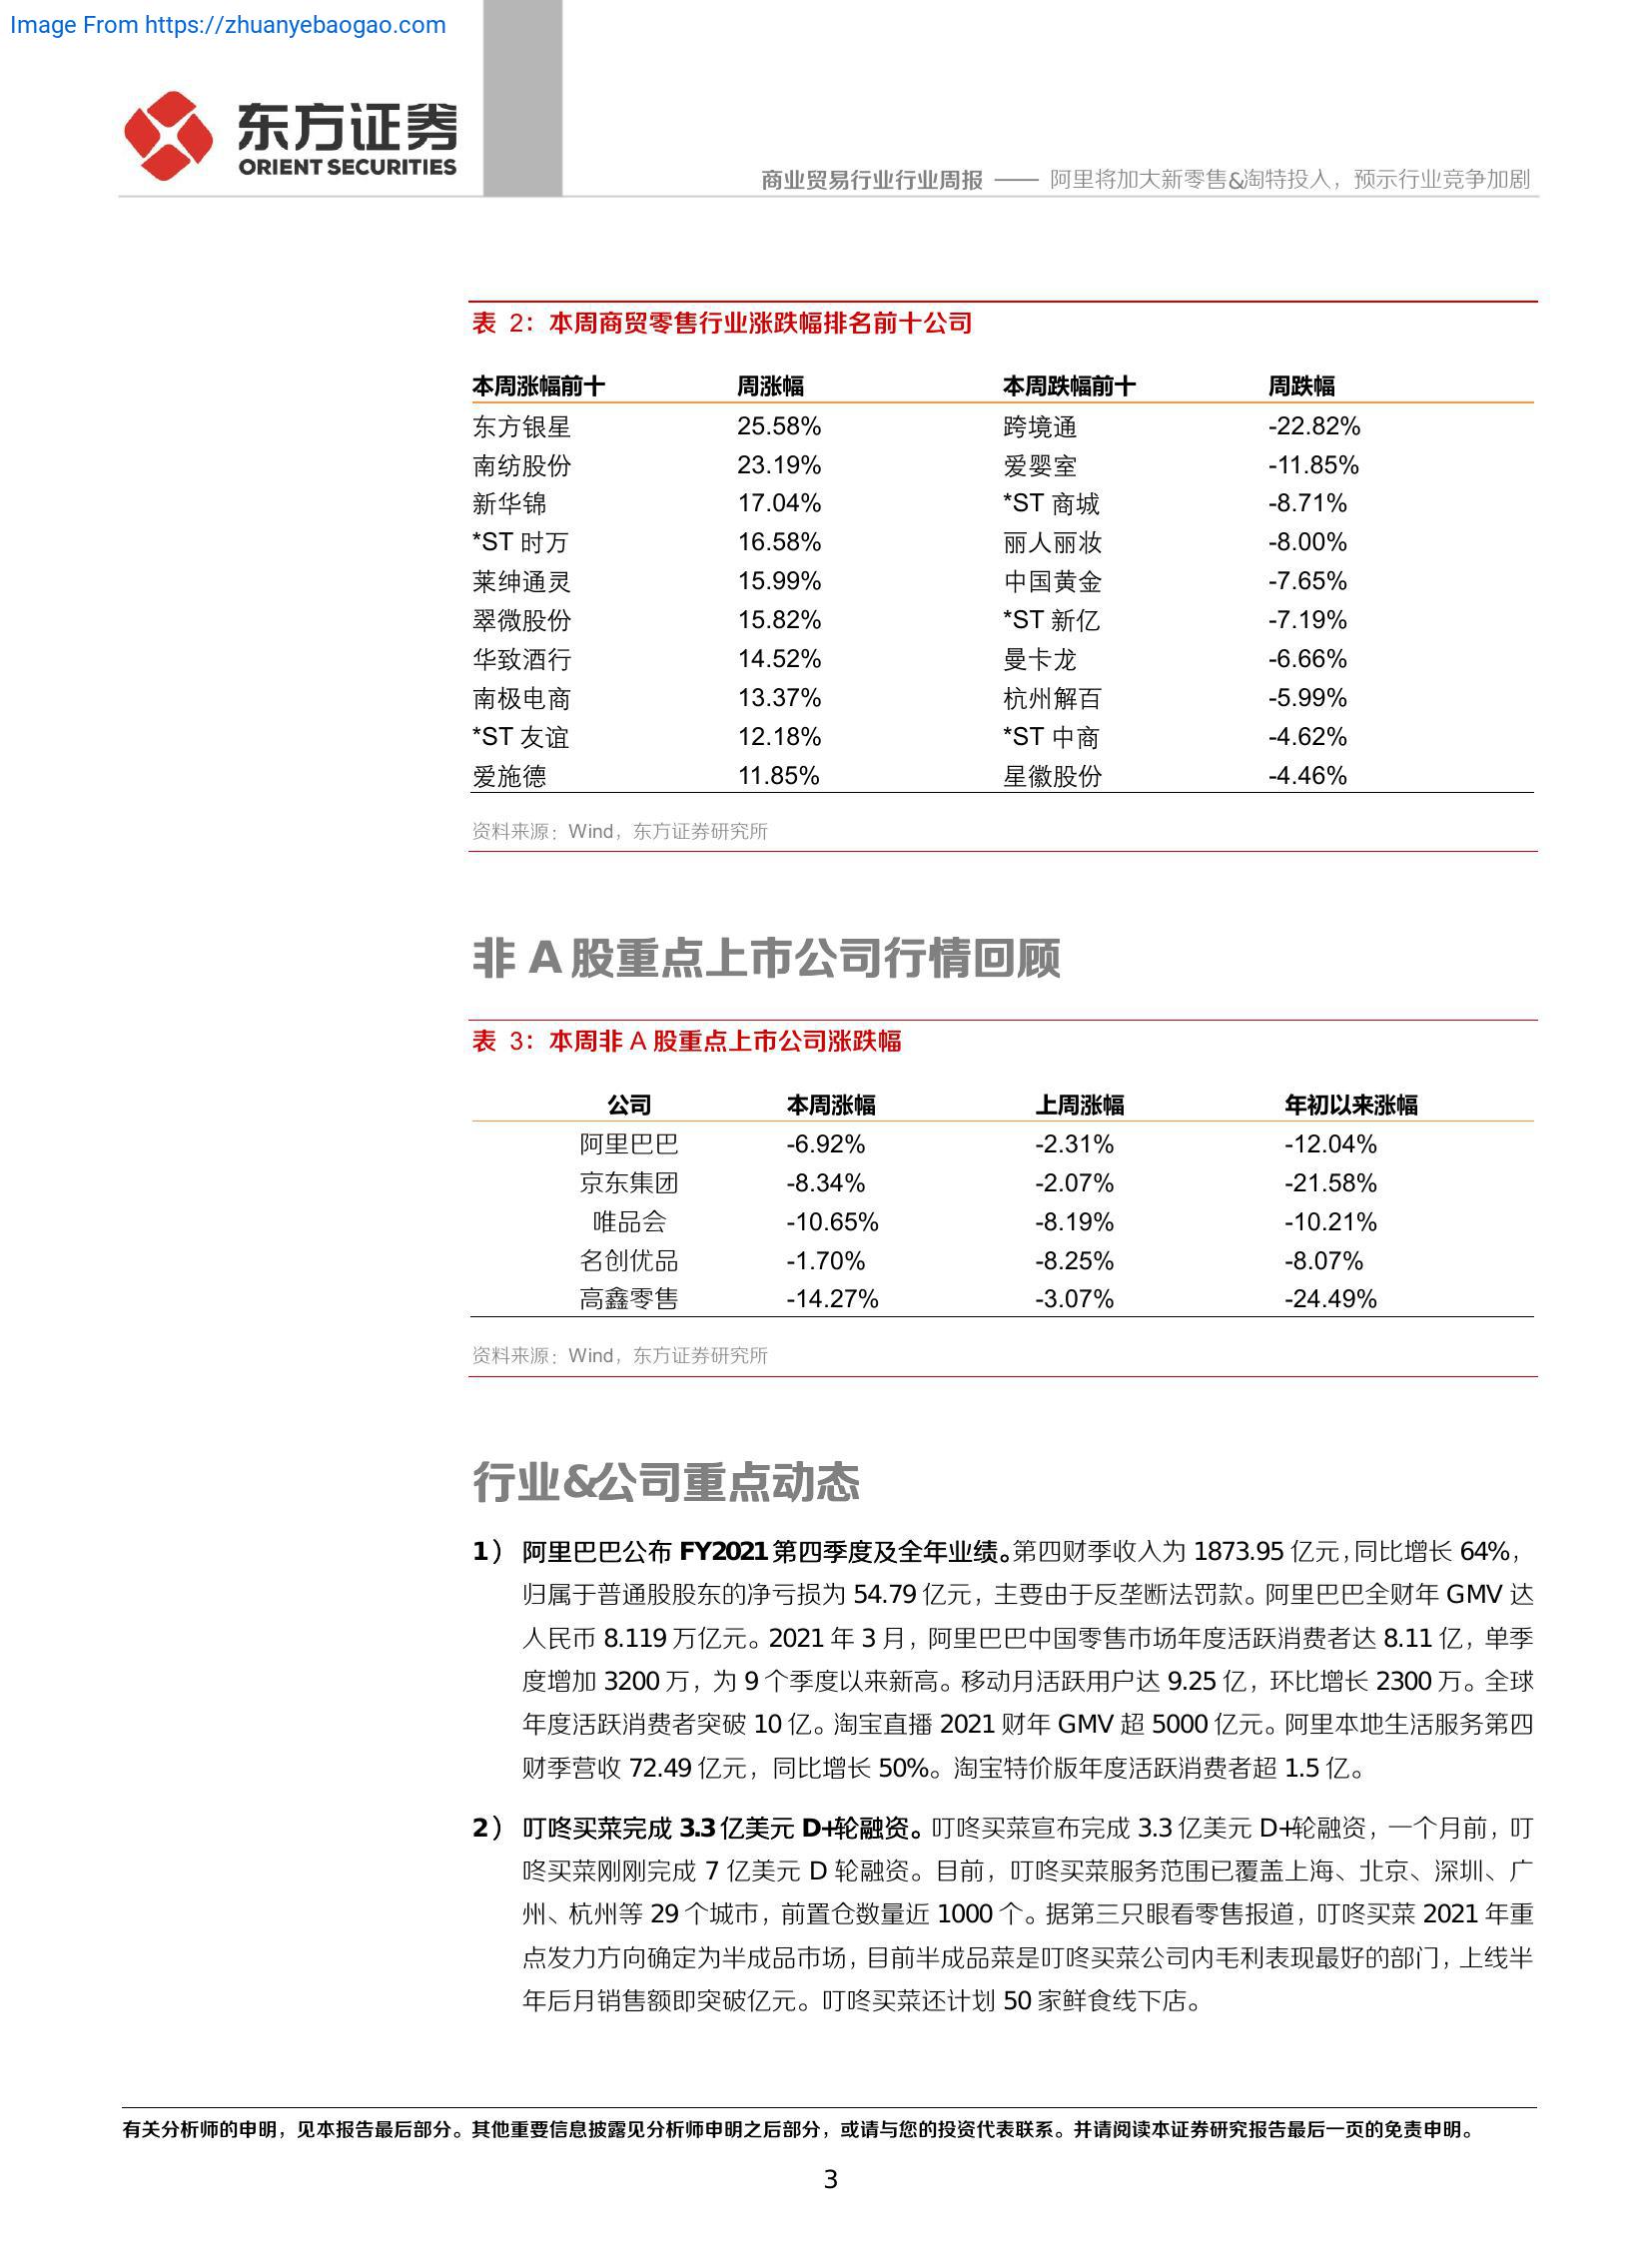 Image From https://zhuanyebaogao.com
东方证券
ORIENT SECURITIES
商业贸易行业行业周报 —— 阿里将加大新零售&淘特投入，预示行业竞争加剧
表 2：本周商贸零售行业涨跌幅排名前十公司
本周涨幅前十 周涨幅 本周跌幅前十 周跌幅
东方银星 25.58% 跨境通 -22.82%
南纺股份 23.19% 爱婴室 -11.85%
新华锦 17.04% *ST 商城 -8.71%
*ST 时万 16.58% 丽人丽妆 -8.00%
莱绅通灵 15.99% 中国黄金 -7.65%
翠微股份 15.82% *ST 新亿 -7.19%
华致酒行 14.52% 曼卡龙 -6.66%
南极电商 13.37% 杭州解百 -5.99%
*ST 友谊 12.18% *ST 中商 -4.62%
爱施德 11.85% 星徽股份 -4.46%
资料来源：Wind，东方证券研究所
非 A 股重点上市公司行情回顾
表 3：本周非 A 股重点上市公司涨跌幅
公司 本周涨幅 上周涨幅 年初以来涨幅
阿里巴巴 -6.92% -2.31% -12.04%
京东集团 -8.34% -2.07% -21.58%
唯品会 -10.65% -8.19% -10.21%
名创优品 -1.70% -8.25% -8.07%
高鑫零售 -14.27% -3.07% -24.49%
资料来源：Wind，东方证券研究所
行业&公司重点动态
1） 阿里巴巴公布 FY2021 第四季度及全年业绩。第四财季收入为 1873.95 亿元，同比增长 64%，
归属于普通股股东的净亏损为 54.79 亿元，主要由于反垄断法罚款。阿里巴巴全财年 GMV 达
人民币 8.119 万亿元。2021 年 3 月，阿里巴巴中国零售市场年度活跃消费者达 8.11 亿，单季
度增加 3200 万，为 9 个季度以来新高。移动月活跃用户达 9.25 亿，环比增长 2300 万。全球
年度活跃消费者突破 10 亿。淘宝直播 2021 财年 GMV 超 5000 亿元。阿里本地生活服务第四
财季营收 72.49 亿元，同比增长 50%。淘宝特价版年度活跃消费者超 1.5 亿。
2） 叮咚买菜完成 3.3 亿美元 D+轮融资。叮咚买菜宣布完成 3.3 亿美元 D+轮融资，一个月前，叮
咚买菜刚刚完成 7 亿美元 D 轮融资。目前，叮咚买菜服务范围已覆盖上海、北京、深圳、广
州、杭州等 29 个城市，前置仓数量近 1000 个。据第三只眼看零售报道，叮咚买菜 2021 年重
点发力方向确定为半成品市场，目前半成品菜是叮咚买菜公司内毛利表现最好的部门，上线半
年后月销售额即突破亿元。叮咚买菜还计划 50 家鲜食线下店。
有关分析师的申明，见本报告最后部分。其他重要信息披露见分析师申明之后部分，或请与您的投资代表联系。并请阅读本证券研究报告最后一页的免责申明。
3